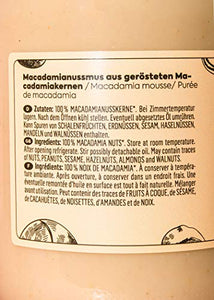 Macadamianussmus aus gerösteten Ma-
cadamiakernen / Macadamia mousse/ Purée
de macadamia
D Zutaten: 100% MACADAMIANUSSKERNE*. Bei Zimmertemperatur
lagern. Nach dem Öffnen kühl stellen. Eventuell abgesetztes Öl umrühren.
Kann Spuren von SCHALENFRÜCHTEN, ERDNÜSSEN, SESAM, HASELNÜSSEN,
MANDELN und WALNÜSSEN enthalten.
Ingredients: 100% MACADAMIA NUTS*. Store at room temperature.
After opening refrigerate. Stir possibly detachable oil. May contain traces
of NUTS, PEANUTS, SESAME, HAZELNUTS, ALMONDS and WALNUTS.
F Ingrédients: 100% NOIX DE MACADAMIA*. À conserver à température
ambiante. Après ouverture, à conserver dans un endroit frais. Une
éventuelle remontée d'huile en surface est tout à fait naturelle. Mélanger
avant utilisation. Peut contenir des traces de FRUITS À COQUE, de SÉSAME,
de CACAHUÈTES, de NOISETTES, d'AMANDES et de NOIX.